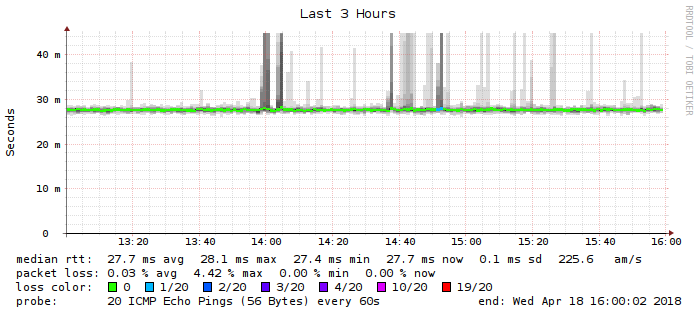 Last 3 Hours
RRDTOOL / TOBI OETIKER
Seconds
40 m
30 m
20 m
10 m
0
13:20 13:40 14:00 14:20 14:40 15:00 15:20 15:40 16:00
median rtt: 27.7 ms avg 28.1 ms max 27.4 ms min 27.7 ms now 0.1 ms sd 225.6 am/s
packet loss: 0.03 % avg 4.42 % max 0.00 % min 0.00 % now
loss color: 0 1/20 2/20 3/20 4/20 10/20 19/20
probe: 20 ICMP Echo Pings (56 Bytes) every 60s end: Wed Apr 18 16:00:02 2018